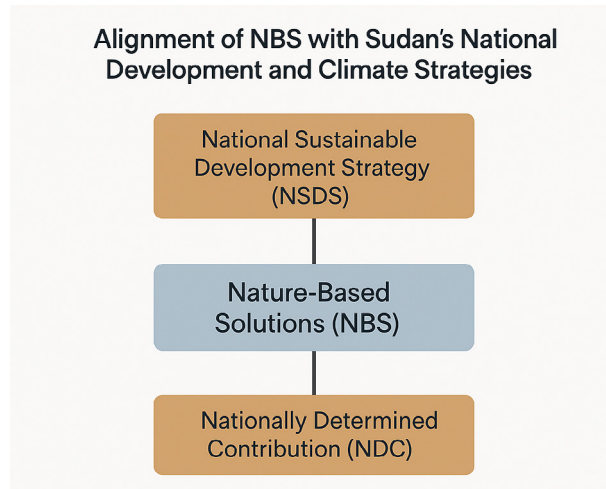 Alignment of NBS with Sudan's National
Development and Climate Strategies
National Sustainable
Development Strategy
(NSDS)
Nature-Based
Solutions (NBS)
Nationally Determined
Contribution (NDC)